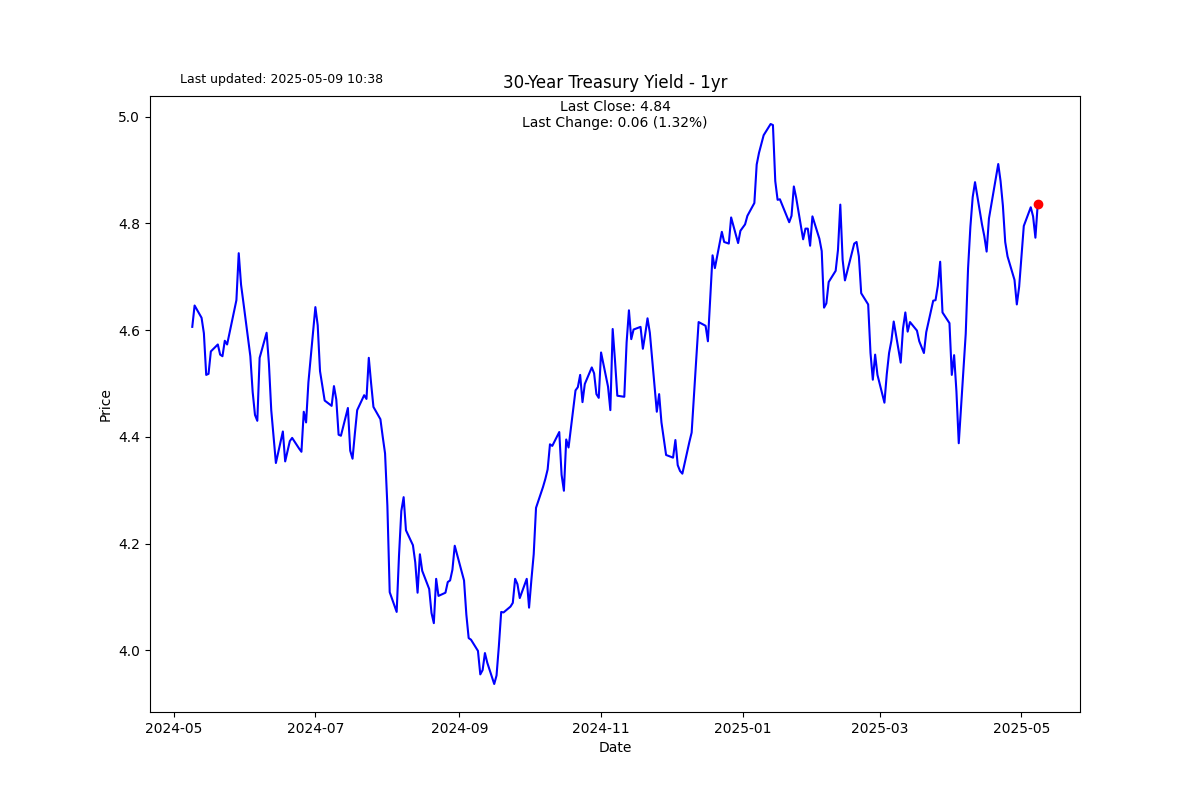 Last updated: 2025-05-09 10:38
30-Year Treasury Yield - 1yr
Last Close: 4.84
Last Change: 0.06 (1.32%)
Price
5.0
4.8
4.6
4.4
4.2
4.0
2024-05
2024-07
2024-09
2024-11
2025-01
2025-03
2025-05
Date